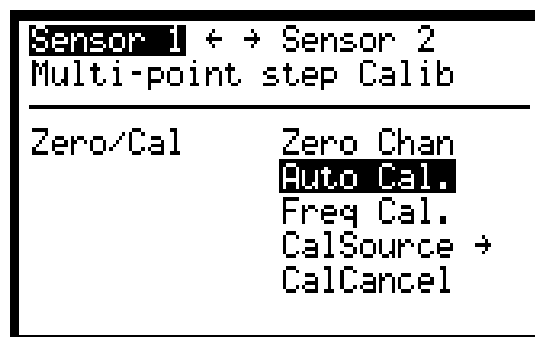 Sensor 1 ← → Sensor 2
Multi-point step Calib
Zero/Cal Zero Chan
Auto Cal.
Freq Cal.
CalSource →
CalCancel